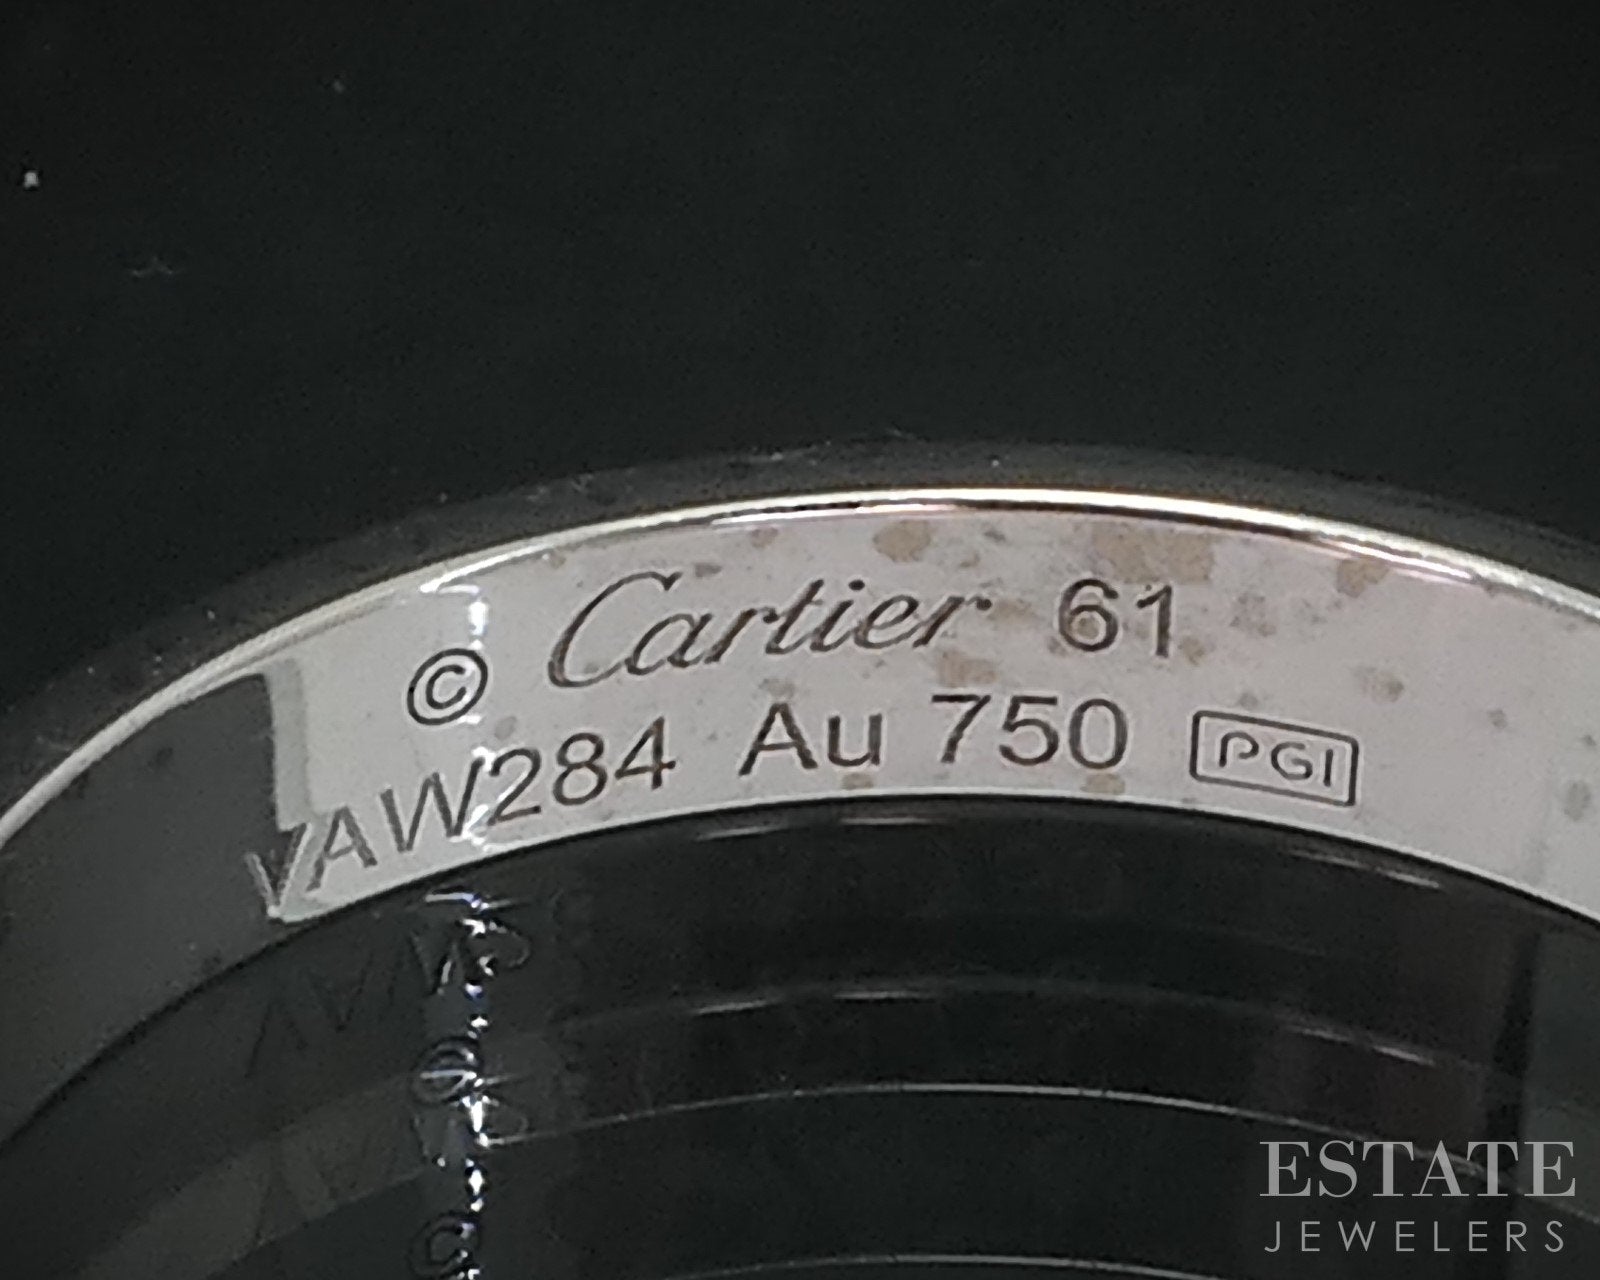 © Cartier 61
VAW284 Au 750 PGI
ESTATE
JEWELERS